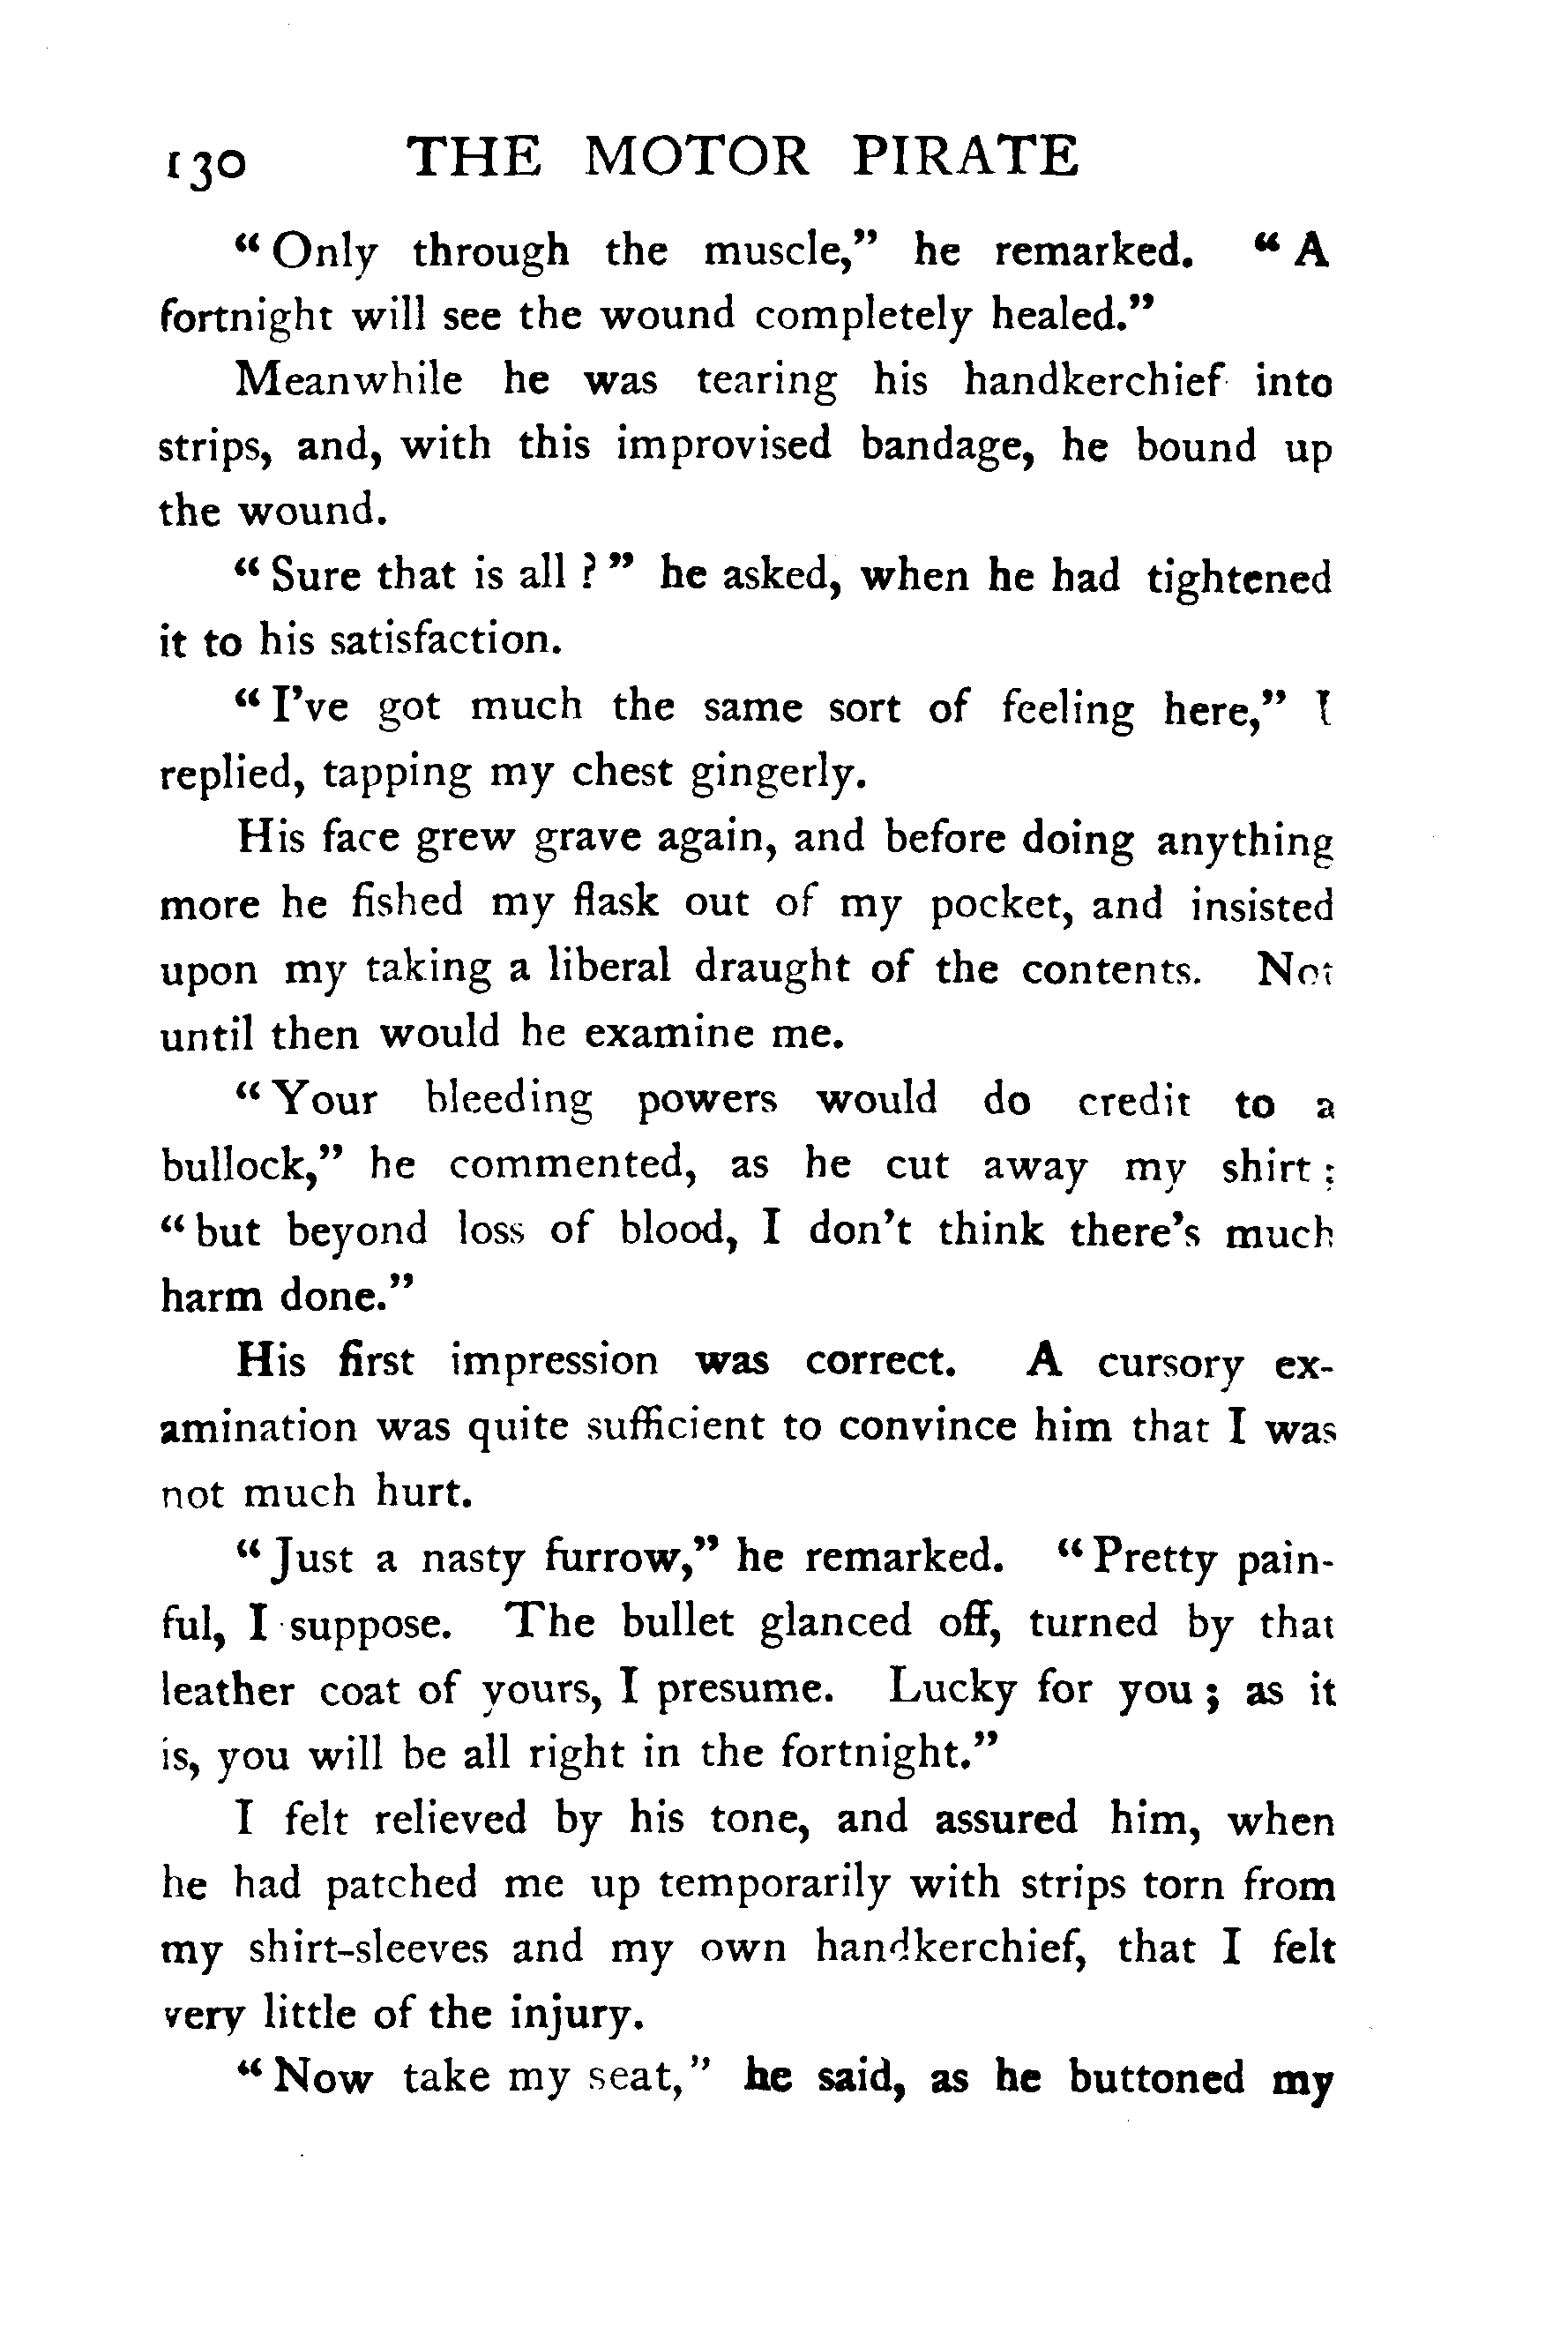 130 THE MOTOR PIRATE
“Only through the muscle,” he remarked. “A
fortnight will see the wound completely healed.”
Meanwhile he was tearing his handkerchief into
strips, and, with this improvised bandage, he bound up
the wound.
“Sure that is all?” he asked, when he had tightened
it to his satisfaction.
“I’ve got much the same sort of feeling here,” I
replied, tapping my chest gingerly.
His face grew grave again, and before doing anything
more he fished my flask out of my pocket, and insisted
upon my taking a liberal draught of the contents. Not
until then would he examine me.
“Your bleeding powers would do credit to a
bullock,” he commented, as he cut away my shirt;
“but beyond loss of blood, I don’t think there’s much
harm done.”
His first impression was correct. A cursory ex-
amination was quite sufficient to convince him that I was
not much hurt.
“Just a nasty furrow,” he remarked. “Pretty pain-
ful, I suppose. The bullet glanced off, turned by that
leather coat of yours, I presume. Lucky for you; as it
is, you will be all right in the fortnight.”
I felt relieved by his tone, and assured him, when
he had patched me up temporarily with strips torn from
my shirt-sleeves and my own handkerchief, that I felt
very little of the injury.
“Now take my seat,” he said, as he buttoned my